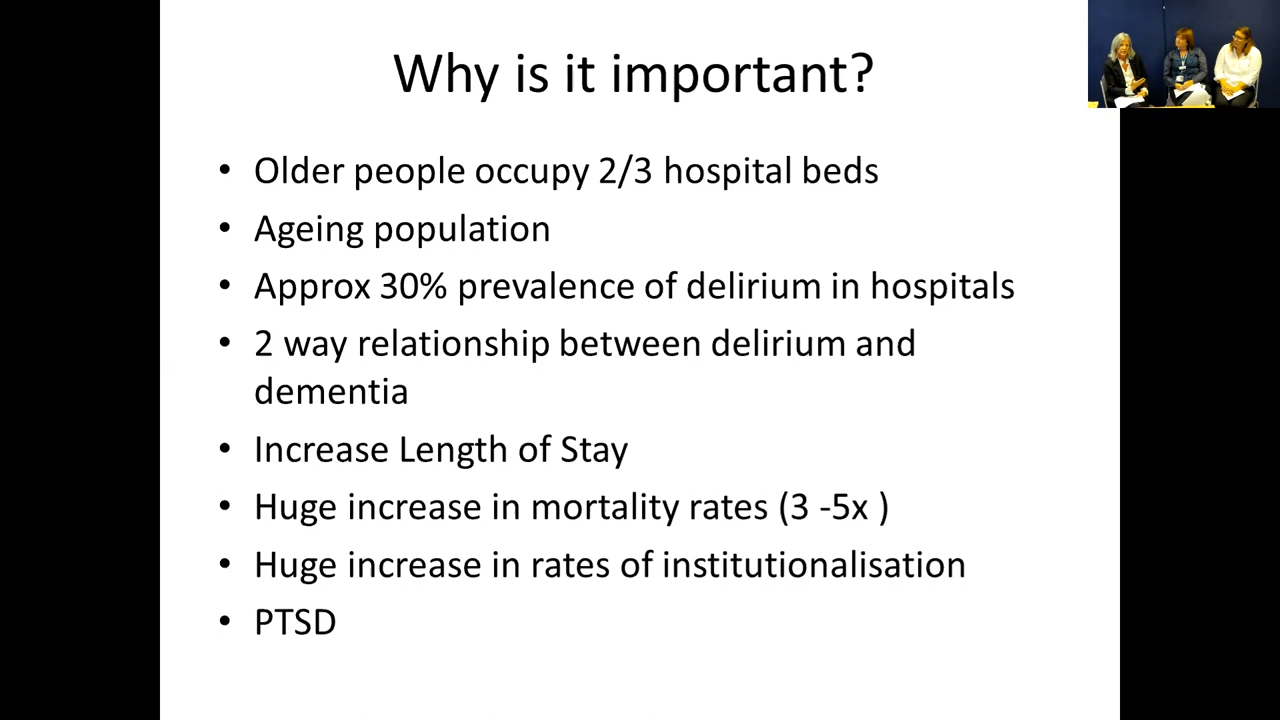 Why is it important?
• Older people occupy 2/3 hospital beds
• Ageing population
• Approx 30% prevalence of delirium in hospitals
• 2 way relationship between delirium and
dementia
• Increase Length of Stay
• Huge increase in mortality rates (3 -5x )
• Huge increase in rates of institutionalisation
• PTSD